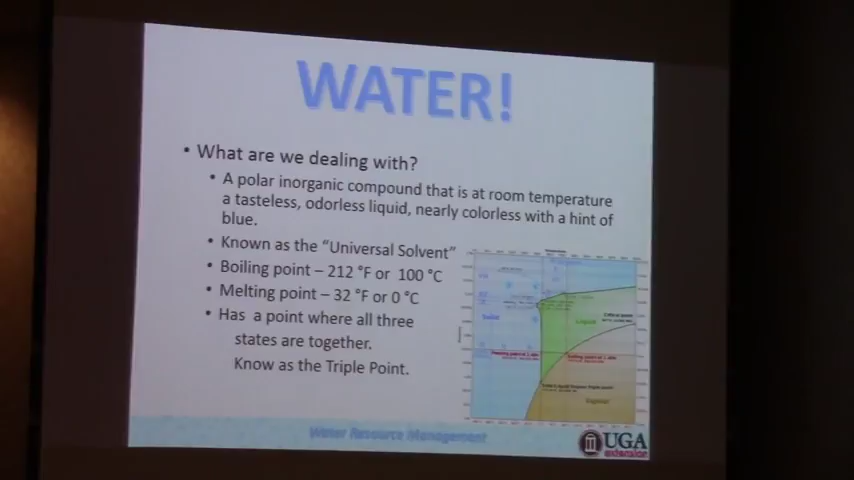 WATER!
• What are we dealing with?
• A polar inorganic compound that is at room temperature
a tasteless, odorless liquid, nearly colorless with a hint of
blue.
• Known as the “Universal Solvent”
• Boiling point – 212 °F or 100 °C
• Melting point – 32 °F or 0 °C
• Has a point where all three
states are together.
Know as the Triple Point.
Solid
Liquid
Vapour
Water Resource Management
UGA
extension